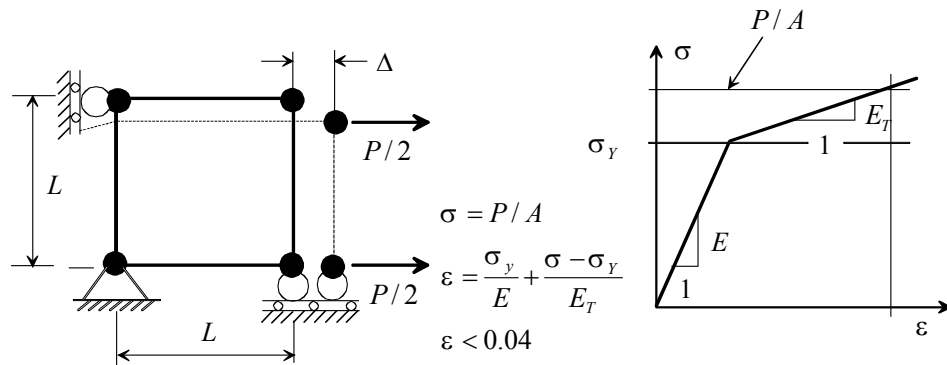 Δ
P/2
L
P/2
L
σ = P/A
ε = σ_y/E + (σ − σ_Y)/E_T
ε < 0.04
P/A
σ
E_T
σ_Y
1
E
1
ε